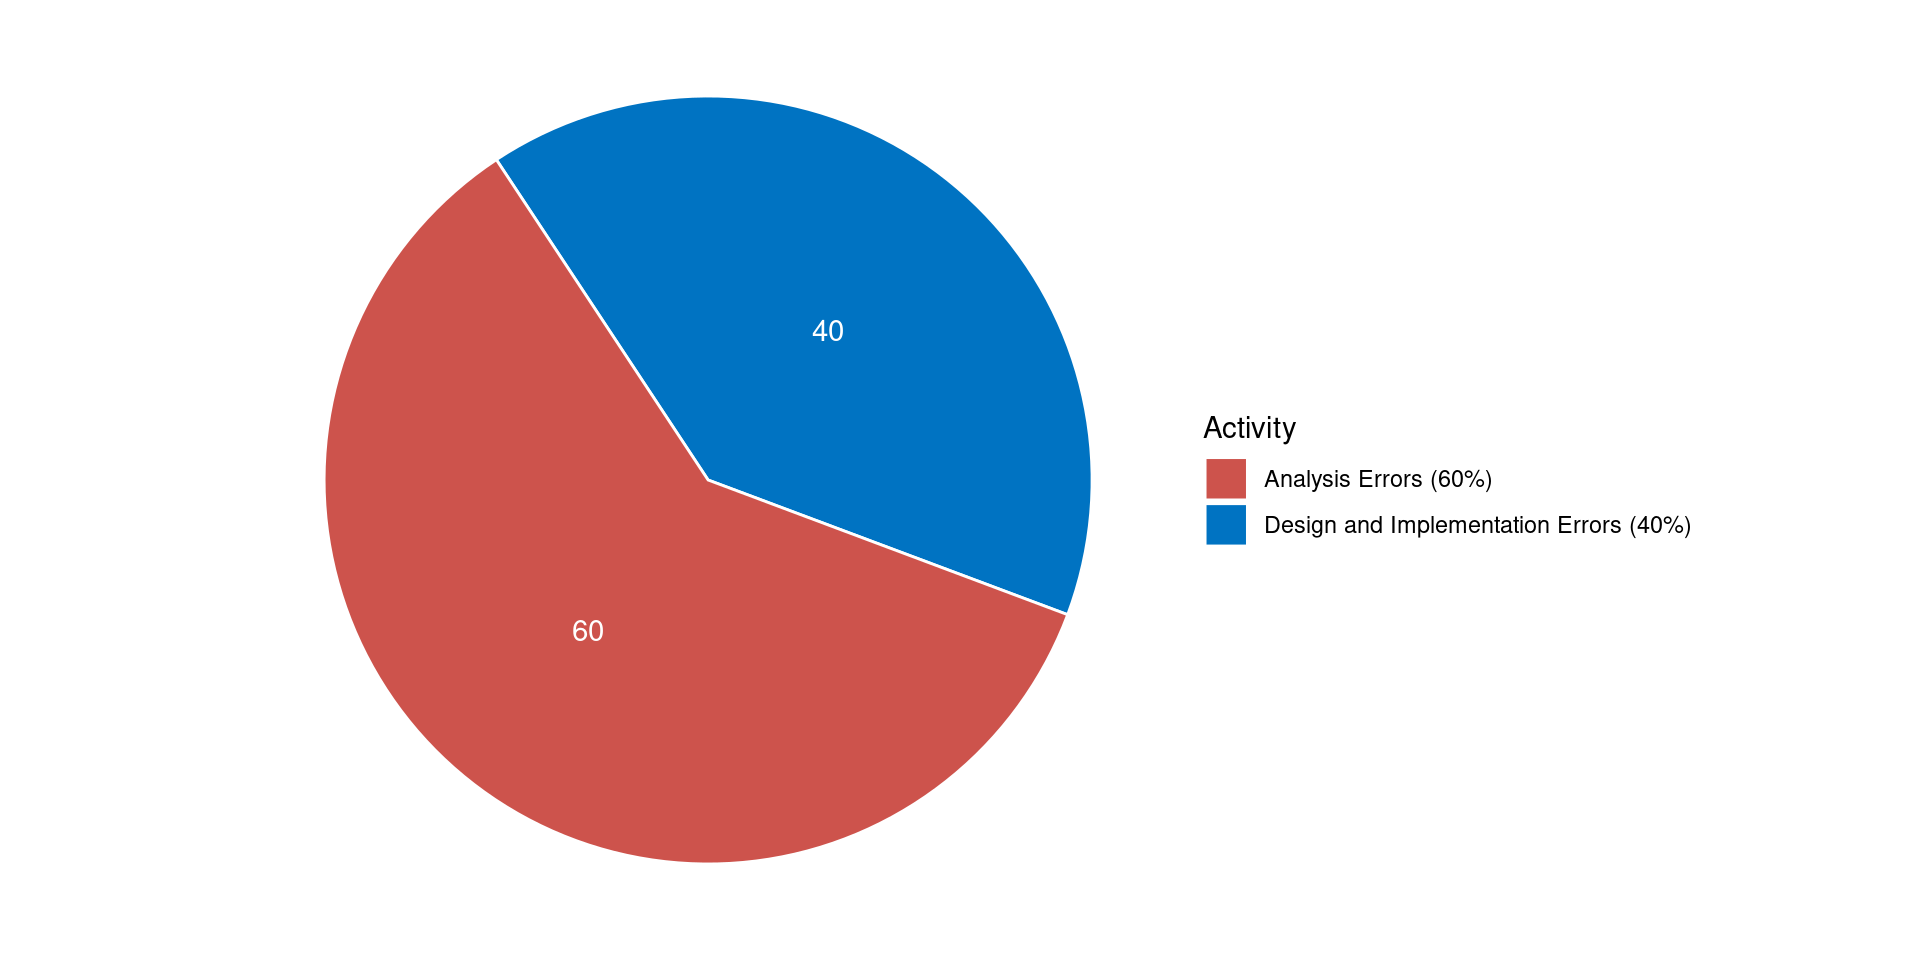 40
60
Activity
Analysis Errors (60%)
Design and Implementation Errors (40%)